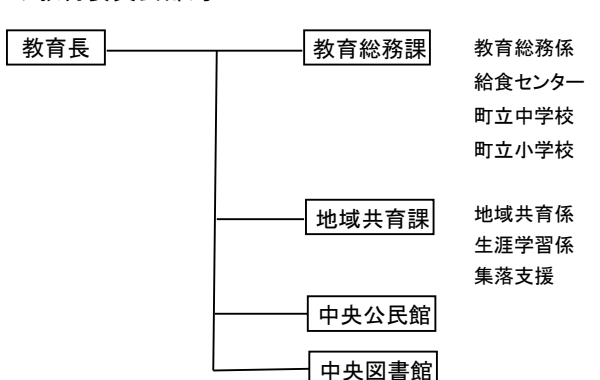 教育長
教育総務課
教育総務係
給食センター
町立中学校
町立小学校
地域共育課
地域共育係
生涯学習係
集落支援
中央公民館
中央図書館